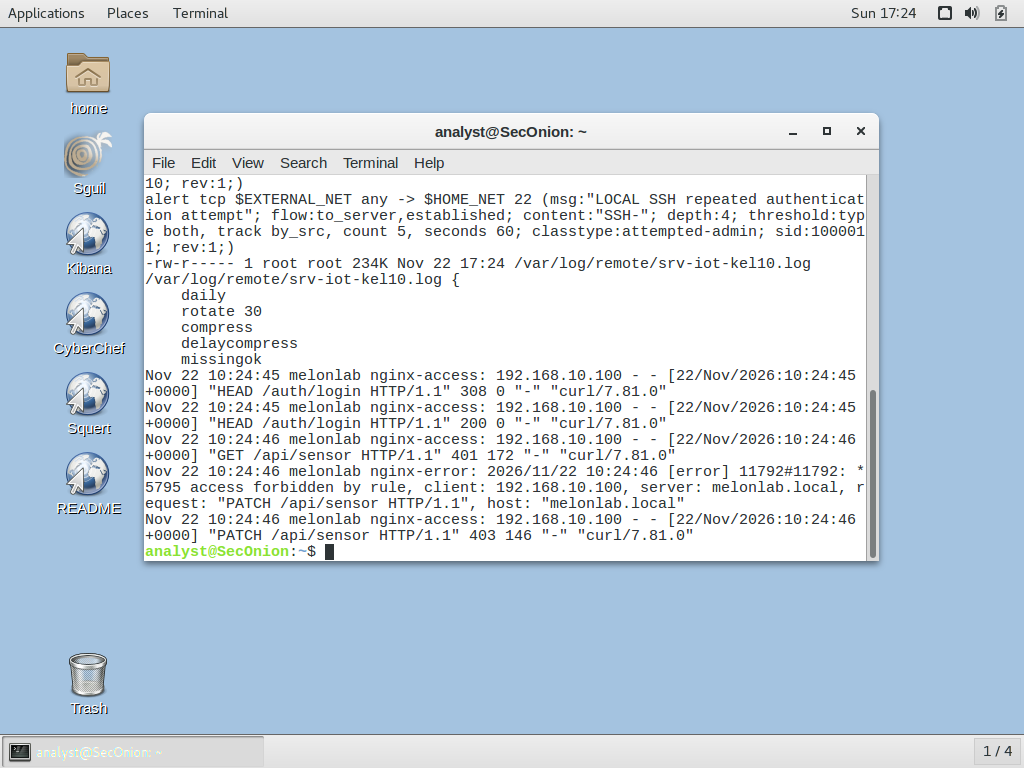 Applications Places Terminal Sun 17:24
home
Sguil
Kibana
CyberChef
Squert
README
Trash
analyst@SecOnion: ~
File Edit View Search Terminal Help
10; rev:1;)
alert tcp $EXTERNAL_NET any -> $HOME_NET 22 (msg:"LOCAL SSH repeated authenticat
ion attempt"; flow:to_server,established; content:"SSH-"; depth:4; threshold:typ
e both, track by_src, count 5, seconds 60; classtype:attempted-admin; sid:100001
1; rev:1;)
-rw-r----- 1 root root 234K Nov 22 17:24 /var/log/remote/srv-iot-kel10.log
/var/log/remote/srv-iot-kel10.log {
    daily
    rotate 30
    compress
    delaycompress
    missingok
Nov 22 10:24:45 melonlab nginx-access: 192.168.10.100 - - [22/Nov/2026:10:24:45
+0000] "HEAD /auth/login HTTP/1.1" 308 0 "-" "curl/7.81.0"
Nov 22 10:24:45 melonlab nginx-access: 192.168.10.100 - - [22/Nov/2026:10:24:45
+0000] "HEAD /auth/login HTTP/1.1" 200 0 "-" "curl/7.81.0"
Nov 22 10:24:46 melonlab nginx-access: 192.168.10.100 - - [22/Nov/2026:10:24:46
+0000] "GET /api/sensor HTTP/1.1" 401 172 "-" "curl/7.81.0"
Nov 22 10:24:46 melonlab nginx-error: 2026/11/22 10:24:46 [error] 11792#11792: *
5795 access forbidden by rule, client: 192.168.10.100, server: melonlab.local, r
equest: "PATCH /api/sensor HTTP/1.1", host: "melonlab.local"
Nov 22 10:24:46 melonlab nginx-access: 192.168.10.100 - - [22/Nov/2026:10:24:46
+0000] "PATCH /api/sensor HTTP/1.1" 403 146 "-" "curl/7.81.0"
analyst@SecOnion:~$
analyst@SecOnion: ~
1 / 4